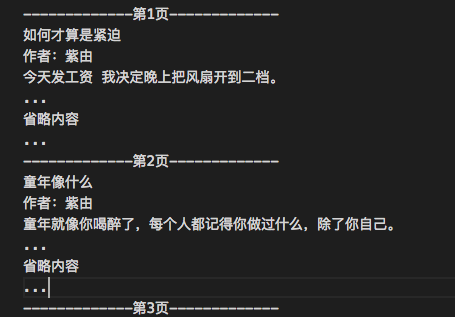 —————————————第1页—————————————
如何才算是紧迫
作者：紫由
今天发工资 我决定晚上把风扇开到二档。
...
省略内容
...
—————————————第2页—————————————
童年像什么
作者：紫由
童年就像你喝醉了，每个人都记得你做过什么，除了你自己。
...
省略内容
...
—————————————第3页—————————————